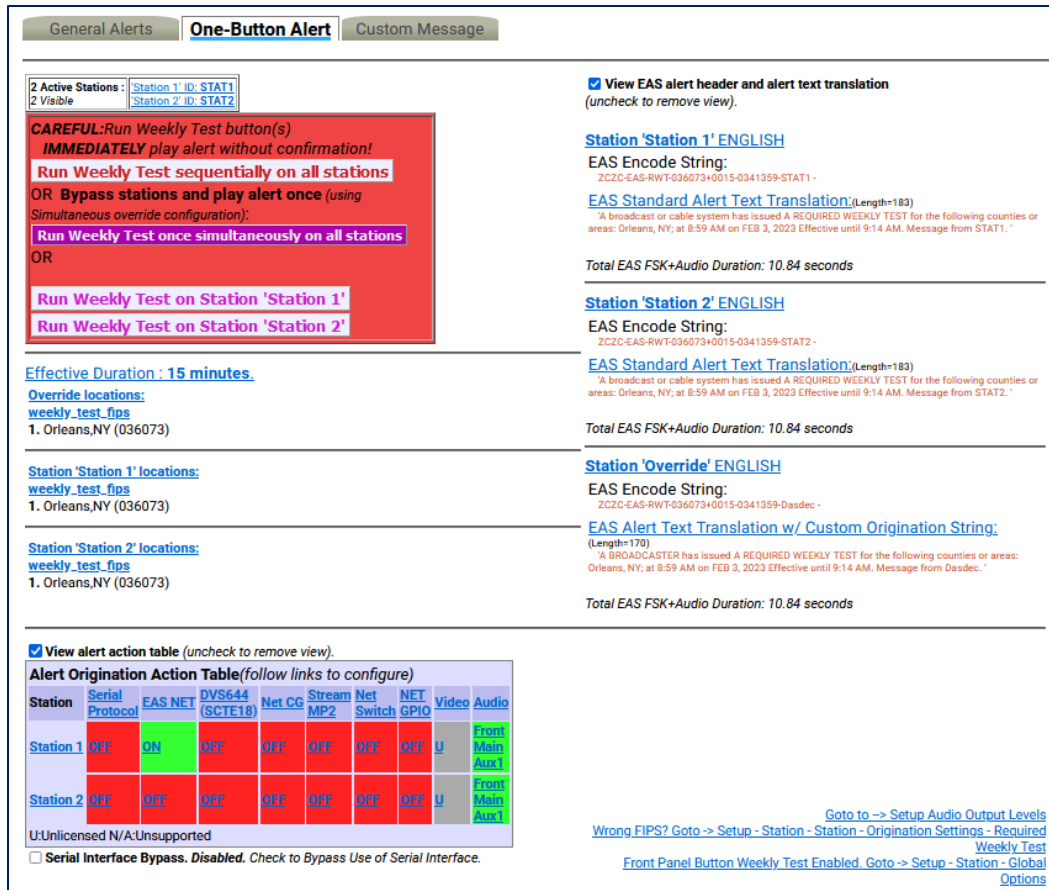 General Alerts One-Button Alert Custom Message
2 Active Stations : 'Station 1' ID: STAT1
2 Visible 'Station 2' ID: STAT2
CAREFUL:Run Weekly Test button(s)
IMMEDIATELY play alert without confirmation!
Run Weekly Test sequentially on all stations
OR Bypass stations and play alert once (using
Simultaneous override configuration):
Run Weekly Test once simultaneously on all stations
OR
Run Weekly Test on Station 'Station 1'
Run Weekly Test on Station 'Station 2'
Effective Duration : 15 minutes.
Override locations:
weekly_test_fips
1. Orleans,NY (036073)
Station 'Station 1' locations:
weekly_test_fips
1. Orleans,NY (036073)
Station 'Station 2' locations:
weekly_test_fips
1. Orleans,NY (036073)
View EAS alert header and alert text translation
(uncheck to remove view).
Station 'Station 1' ENGLISH
EAS Encode String:
ZCZC-EAS-RWT-036073+0015-0341359-STAT1 -
EAS Standard Alert Text Translation:(Length=183)
'A broadcast or cable system has issued A REQUIRED WEEKLY TEST for the following counties or
areas: Orleans, NY; at 8:59 AM on FEB 3, 2023 Effective until 9:14 AM. Message from STAT1. '
Total EAS FSK+Audio Duration: 10.84 seconds
Station 'Station 2' ENGLISH
EAS Encode String:
ZCZC-EAS-RWT-036073+0015-0341359-STAT2 -
EAS Standard Alert Text Translation:(Length=183)
'A broadcast or cable system has issued A REQUIRED WEEKLY TEST for the following counties or
areas: Orleans, NY; at 8:59 AM on FEB 3, 2023 Effective until 9:14 AM. Message from STAT2. '
Total EAS FSK+Audio Duration: 10.84 seconds
Station 'Override' ENGLISH
EAS Encode String:
ZCZC-EAS-RWT-036073+0015-0341359-Dasdec -
EAS Alert Text Translation w/ Custom Origination String:
(Length=170)
'A BROADCASTER has issued A REQUIRED WEEKLY TEST for the following counties or areas:
Orleans, NY; at 8:59 AM on FEB 3, 2023 Effective until 9:14 AM. Message from Dasdec. '
Total EAS FSK+Audio Duration: 10.84 seconds
View alert action table (uncheck to remove view).
Alert Origination Action Table(follow links to configure)
Station Serial Protocol EAS NET DVS644 (SCTE18) Net CG Stream MP2 Net Switch NET GPIO Video Audio
Station 1 OFF ON OFF OFF OFF OFF OFF U Front Main Aux1
Station 2 OFF OFF OFF OFF OFF OFF OFF U Front Main Aux1
U:Unlicensed N/A:Unsupported
Serial Interface Bypass. Disabled. Check to Bypass Use of Serial Interface.
Goto to --> Setup Audio Output Levels
Wrong FIPS? Goto -> Setup - Station - Station - Origination Settings - Required
Weekly Test
Front Panel Button Weekly Test Enabled. Goto -> Setup - Station - Global
Options